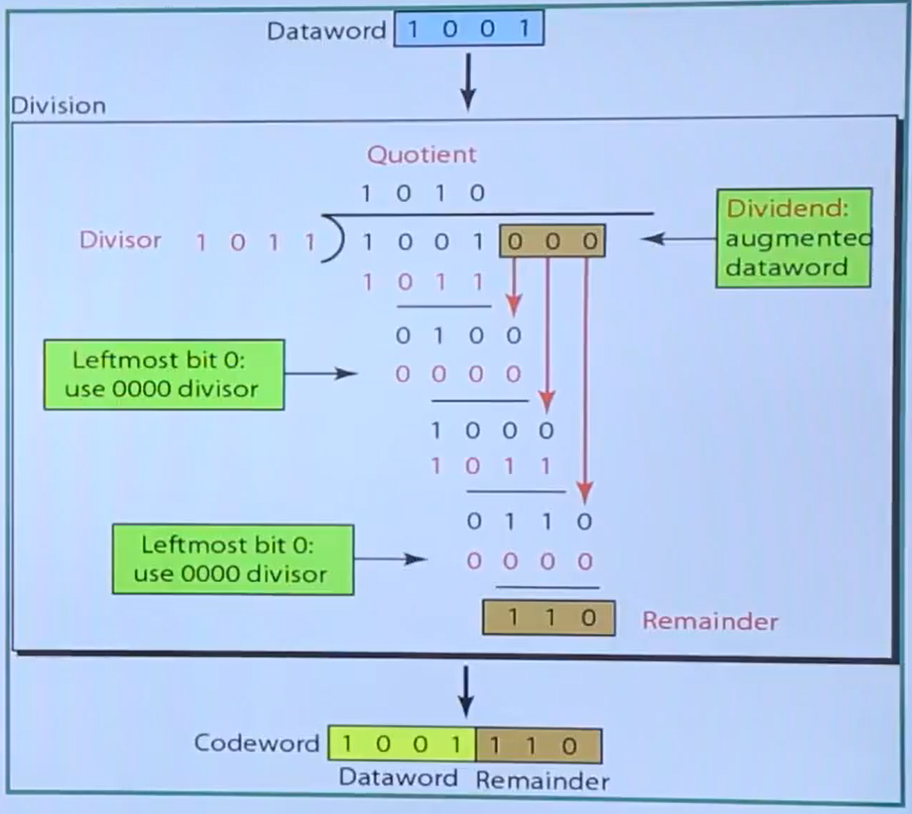 Dataword 1 0 0 1
Division
Quotient
1 0 1 0
Divisor 1 0 1 1 ) 1 0 0 1 0 0 0
Dividend:
augmented
dataword
1 0 1 1
0 1 0 0
Leftmost bit 0:
use 0000 divisor
0 0 0 0
1 0 0 0
1 0 1 1
0 1 1 0
Leftmost bit 0:
use 0000 divisor
0 0 0 0
1 1 0 Remainder
Codeword 1 0 0 1 1 1 0
Dataword Remainder